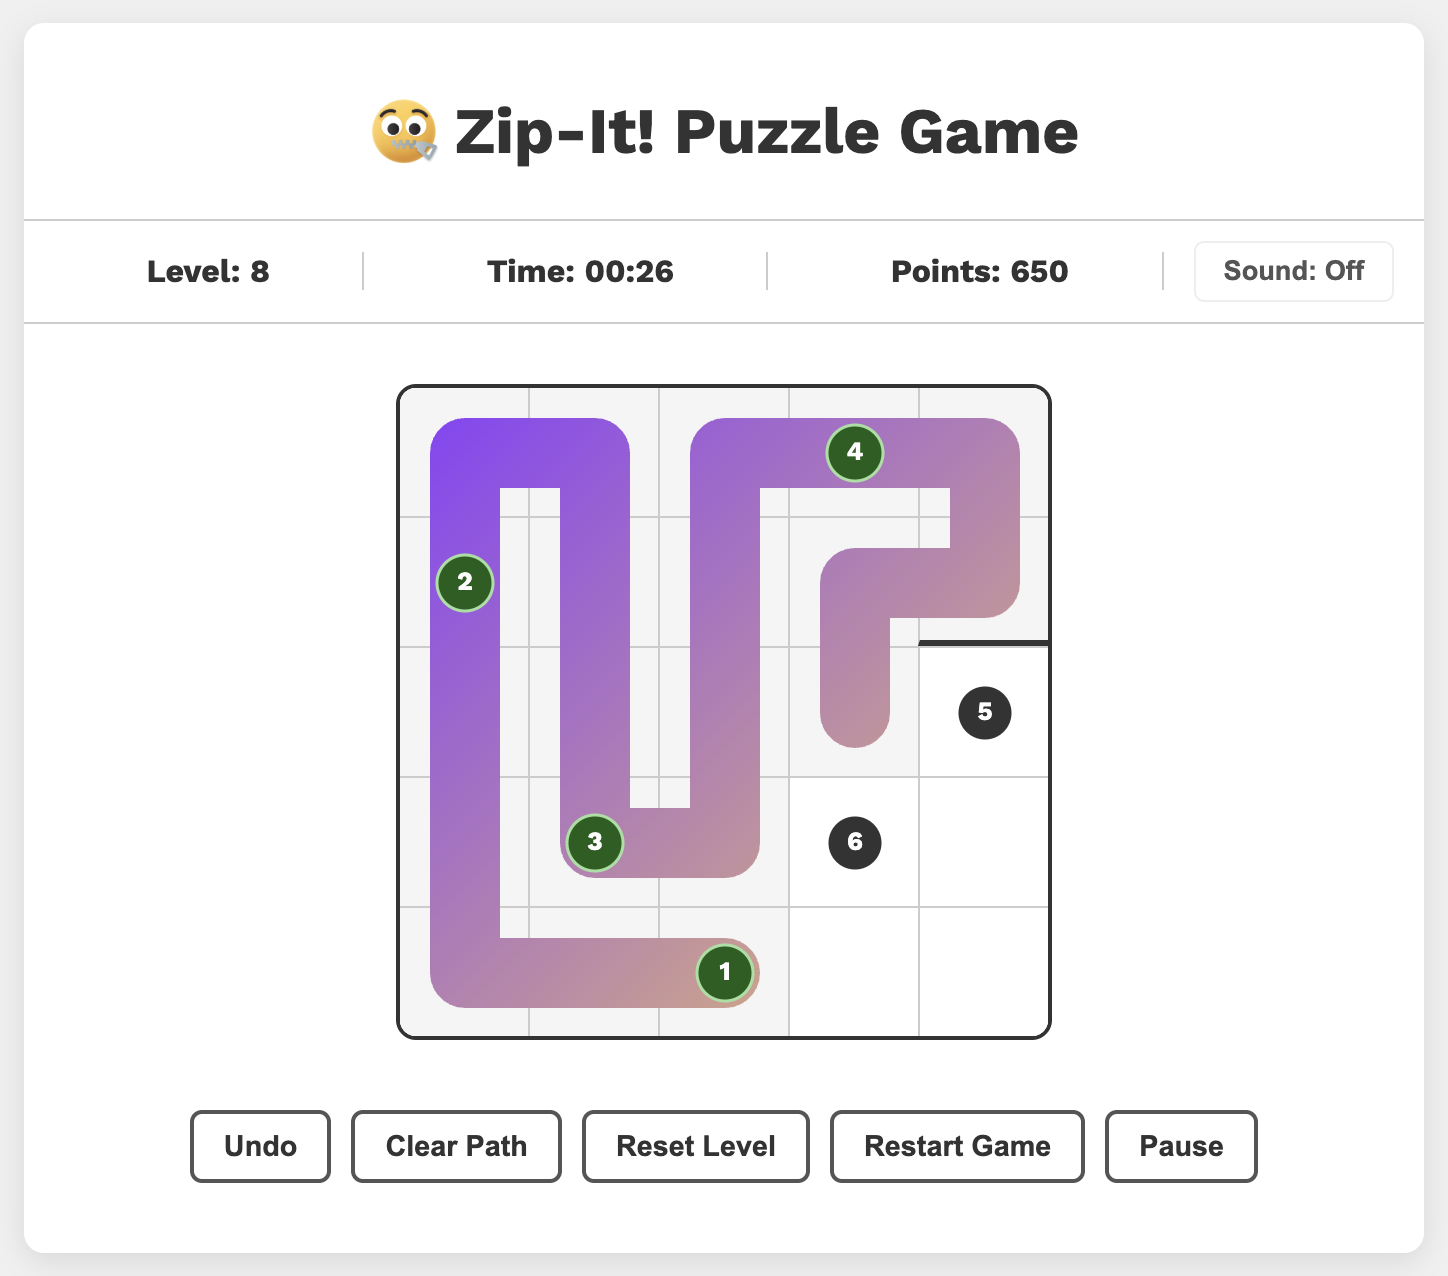 🤐 Zip-It! Puzzle Game
Level: 8
Time: 00:26
Points: 650
Sound: Off
4
2
5
3
6
1
Undo
Clear Path
Reset Level
Restart Game
Pause